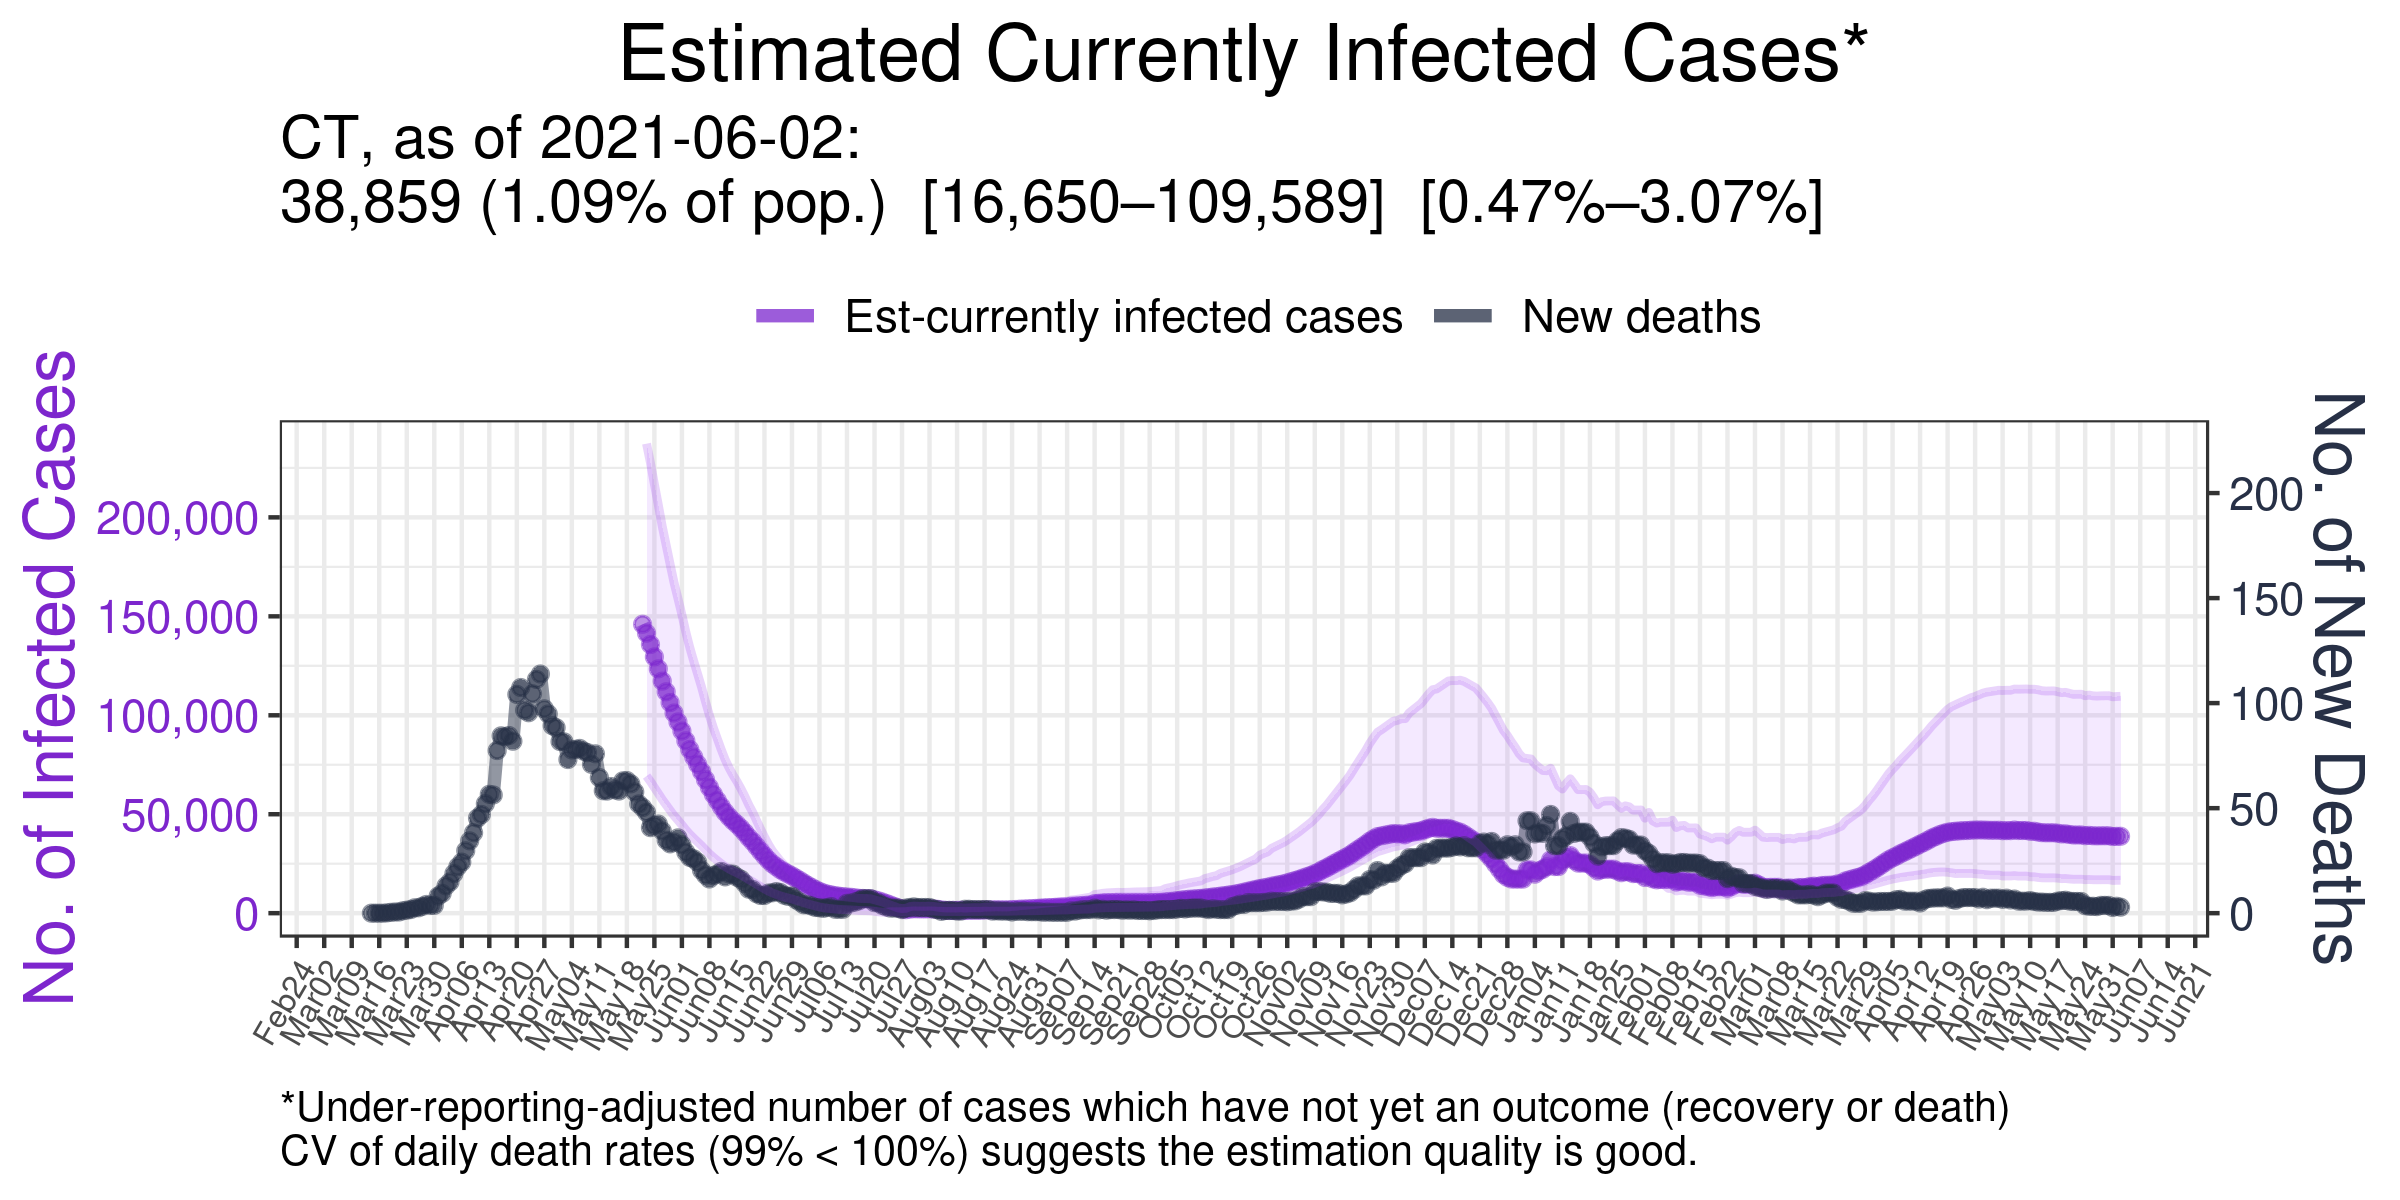 Estimated Currently Infected Cases*
CT, as of 2021-06-02:
38,859 (1.09% of pop.) [16,650–109,589] [0.47%–3.07%]
Est-currently infected cases
New deaths
No. of Infected Cases
200,000
150,000
100,000
50,000
0
200
150
100
50
0
No. of New Deaths
Feb24
Mar02
Mar09
Mar16
Mar23
Mar30
Apr06
Apr13
Apr20
Apr27
May04
May11
May18
May25
Jun01
Jun08
Jun15
Jun22
Jun29
Jul06
Jul13
Jul20
Jul27
Aug03
Aug10
Aug17
Aug24
Aug31
Sep07
Sep14
Sep21
Sep28
Oct05
Oct12
Oct19
Oct26
Nov02
Nov09
Nov16
Nov23
Nov30
Dec07
Dec14
Dec21
Dec28
Jan04
Jan11
Jan18
Jan25
Feb01
Feb08
Feb15
Feb22
Mar01
Mar08
Mar15
Mar22
Mar29
Apr05
Apr12
Apr19
Apr26
May03
May10
May17
May24
May31
Jun07
Jun14
Jun21
*Under-reporting-adjusted number of cases which have not yet an outcome (recovery or death)
CV of daily death rates (99% < 100%) suggests the estimation quality is good.